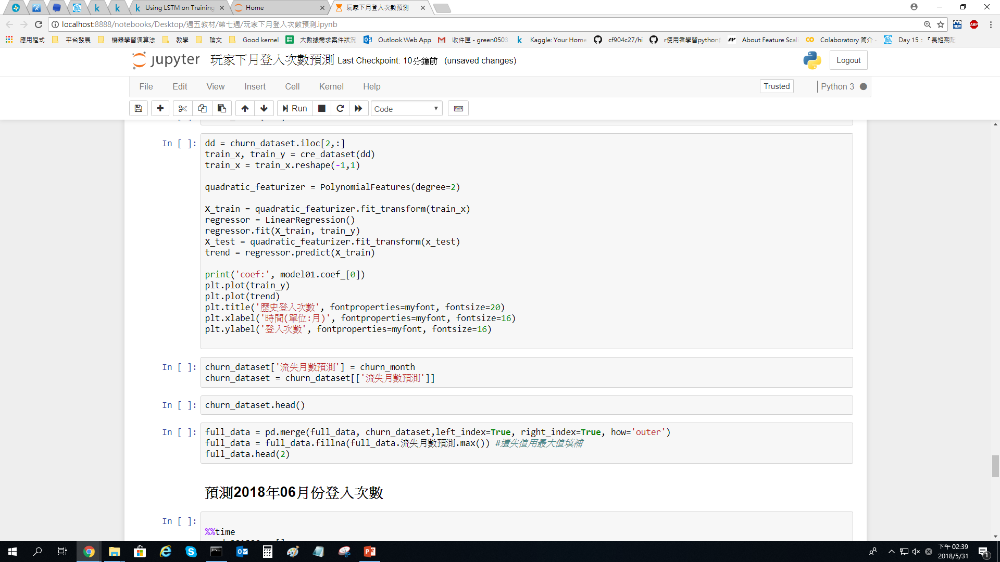 Using LSTM on Training
Home
玩家下月登入次數預測
localhost:8888/notebooks/Desktop/週五教材/第七週/玩家下月登入次數預測.ipynb
應用程式 平台發展 機器學習演算法 教學 論文 Good kernel 大數據需求案件狀況 Outlook Web App 收件匣 - green0503 Kaggle: Your Home cf904c27/hi r使用者學習python About Feature Scal Colaboratory 簡介 - Day 15：『長短期記
jupyter 玩家下月登入次數預測 Last Checkpoint: 10分鐘前 (unsaved changes)
Logout
File Edit View Insert Cell Kernel Help
Trusted Python 3
Run Code
In [ ]:
dd = churn_dataset.iloc[2,:]
train_x, train_y = cre_dataset(dd)
train_x = train_x.reshape(-1,1)
quadratic_featurizer = PolynomialFeatures(degree=2)
X_train = quadratic_featurizer.fit_transform(train_x)
regressor = LinearRegression()
regressor.fit(X_train, train_y)
X_test = quadratic_featurizer.fit_transform(x_test)
trend = regressor.predict(X_train)
print('coef:', model01.coef_[0])
plt.plot(train_y)
plt.plot(trend)
plt.title('歷史登入次數', fontproperties=myfont, fontsize=20)
plt.xlabel('時間(單位:月)', fontproperties=myfont, fontsize=16)
plt.ylabel('登入次數', fontproperties=myfont, fontsize=16)
In [ ]:
churn_dataset['流失月數預測'] = churn_month
churn_dataset = churn_dataset[['流失月數預測']]
In [ ]:
churn_dataset.head()
In [ ]:
full_data = pd.merge(full_data, churn_dataset,left_index=True, right_index=True, how='outer')
full_data = full_data.fillna(full_data.流失月數預測.max()) #遺失值用最大值填補
full_data.head(2)
預測2018年06月份登入次數
In [ ]:
%%time
下午 02:39
2018/5/31
1